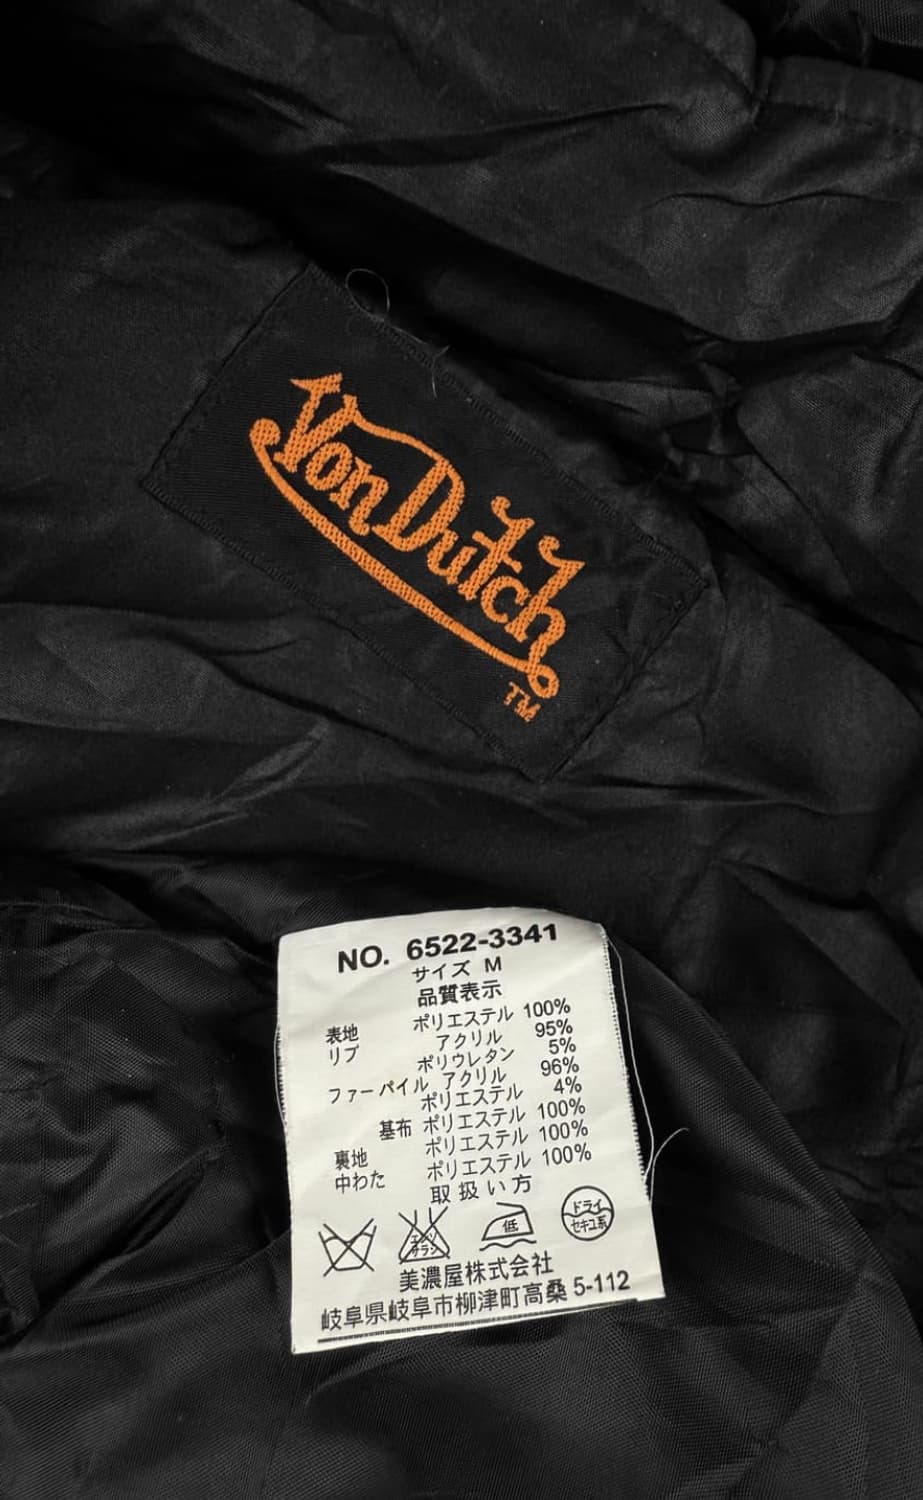 Von Dutch
TM
NO. 6522-3341
サイズ M
品質表示
表地 ポリエステル 100%
リブ アクリル 95%
ポリウレタン 5%
ファーパイル アクリル 96%
ポリエステル 4%
基布 ポリエステル 100%
裏地 ポリエステル 100%
中わた ポリエステル 100%
取扱い方
エンソ
サラシ
低
ドライ
セキユ系
美濃屋株式会社
岐阜県岐阜市柳津町高桑 5-112